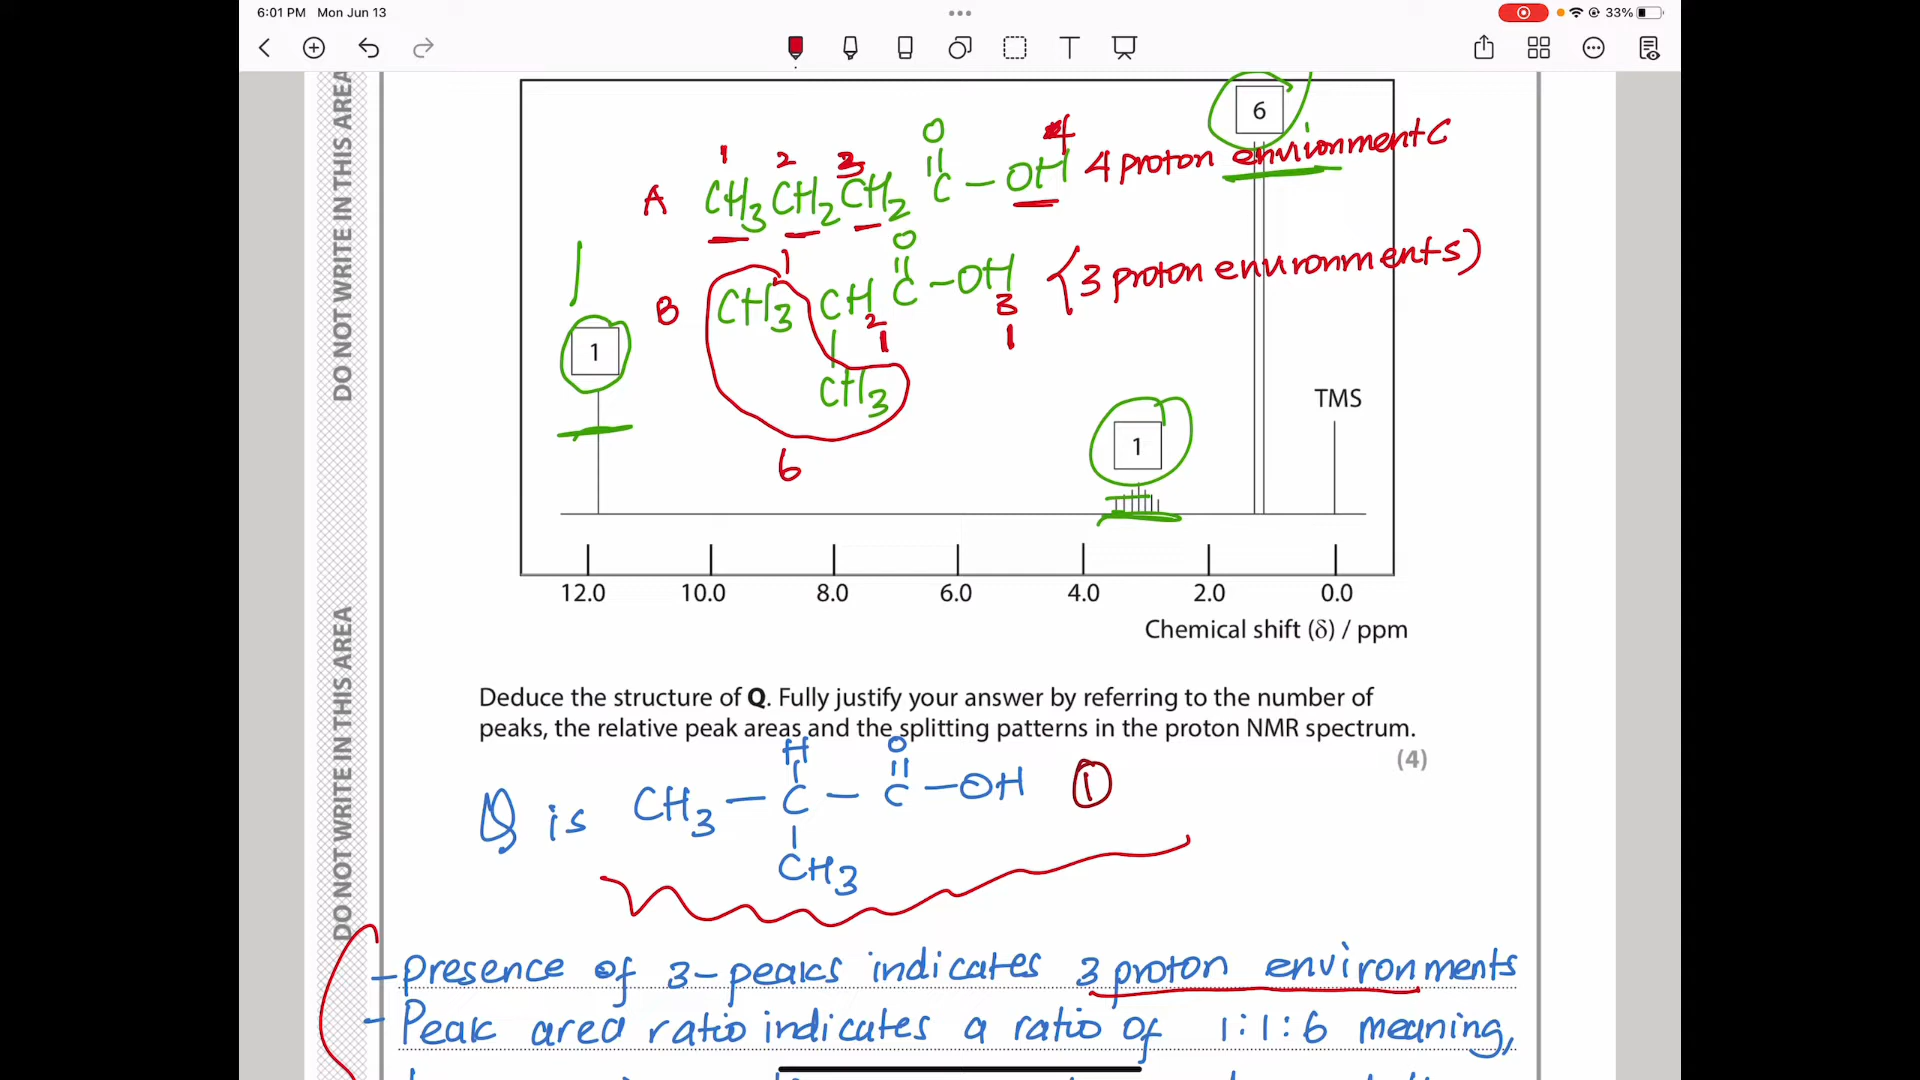 6:01 PM Mon Jun 13
33%
DO NOT WRITE IN THIS AREA
DO NOT WRITE IN THIS AREA
6
1 2 3 O 4
A CH3 CH2 CH2 C - OH 4 proton environment C
1 O
B CH3 CH C - OH (3 proton environments)
2 3
1 1
CH3
6
1
1
TMS
12.0 10.0 8.0 6.0 4.0 2.0 0.0
Chemical shift (δ) / ppm
Deduce the structure of Q. Fully justify your answer by referring to the number of
peaks, the relative peak areas and the splitting patterns in the proton NMR spectrum.
(4)
H O
Q is CH3 — C — C — OH 1
CH3
- presence of 3-peaks indicates 3 proton environments
- Peak area ratio indicates a ratio of 1:1:6 meaning,